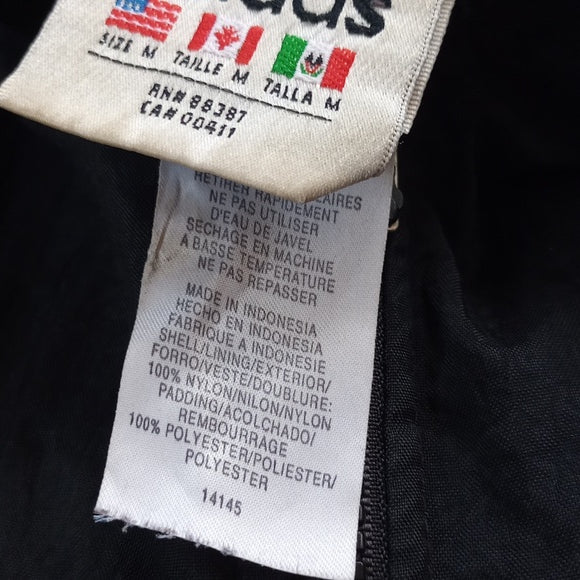 SIZE M TAILLE M TALLA M
RN# 88387
CA# 00411
RETIRER RAPIDEMENT
NE PAS UTILISER
D'EAU DE JAVEL
SECHAGE EN MACHINE
A BASSE TEMPERATURE
NE PAS REPASSER
MADE IN INDONESIA
HECHO EN INDONESIA
FABRIQUE A INDONÉSIE
SHELL/LINING/EXTERIOR/
FORRO/VESTE/DOUBLURE:
100% NYLON/NILON/NYLON
PADDING/ACOLCHADO/
REMBOURRAGE
100% POLYESTER/POLIESTER/
POLYESTER
14145